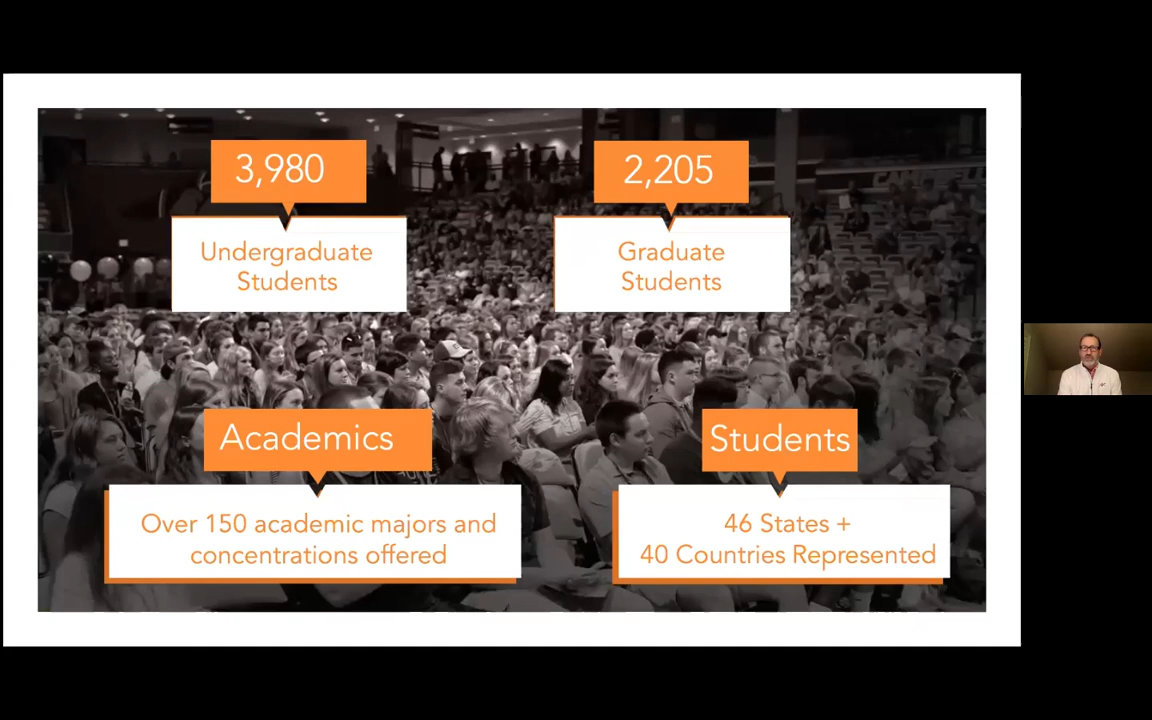 3,980
Undergraduate
Students
2,205
Graduate
Students
Academics
Over 150 academic majors and
concentrations offered
Students
46 States +
40 Countries Represented